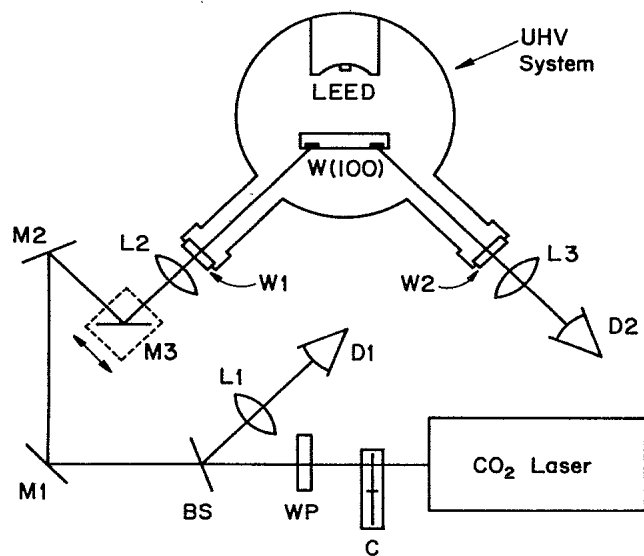 UHV
System
LEED
W(100)
M2
L2
W1
W2
L3
M3
D1
D2
L1
M1
BS
WP
C
CO₂ Laser